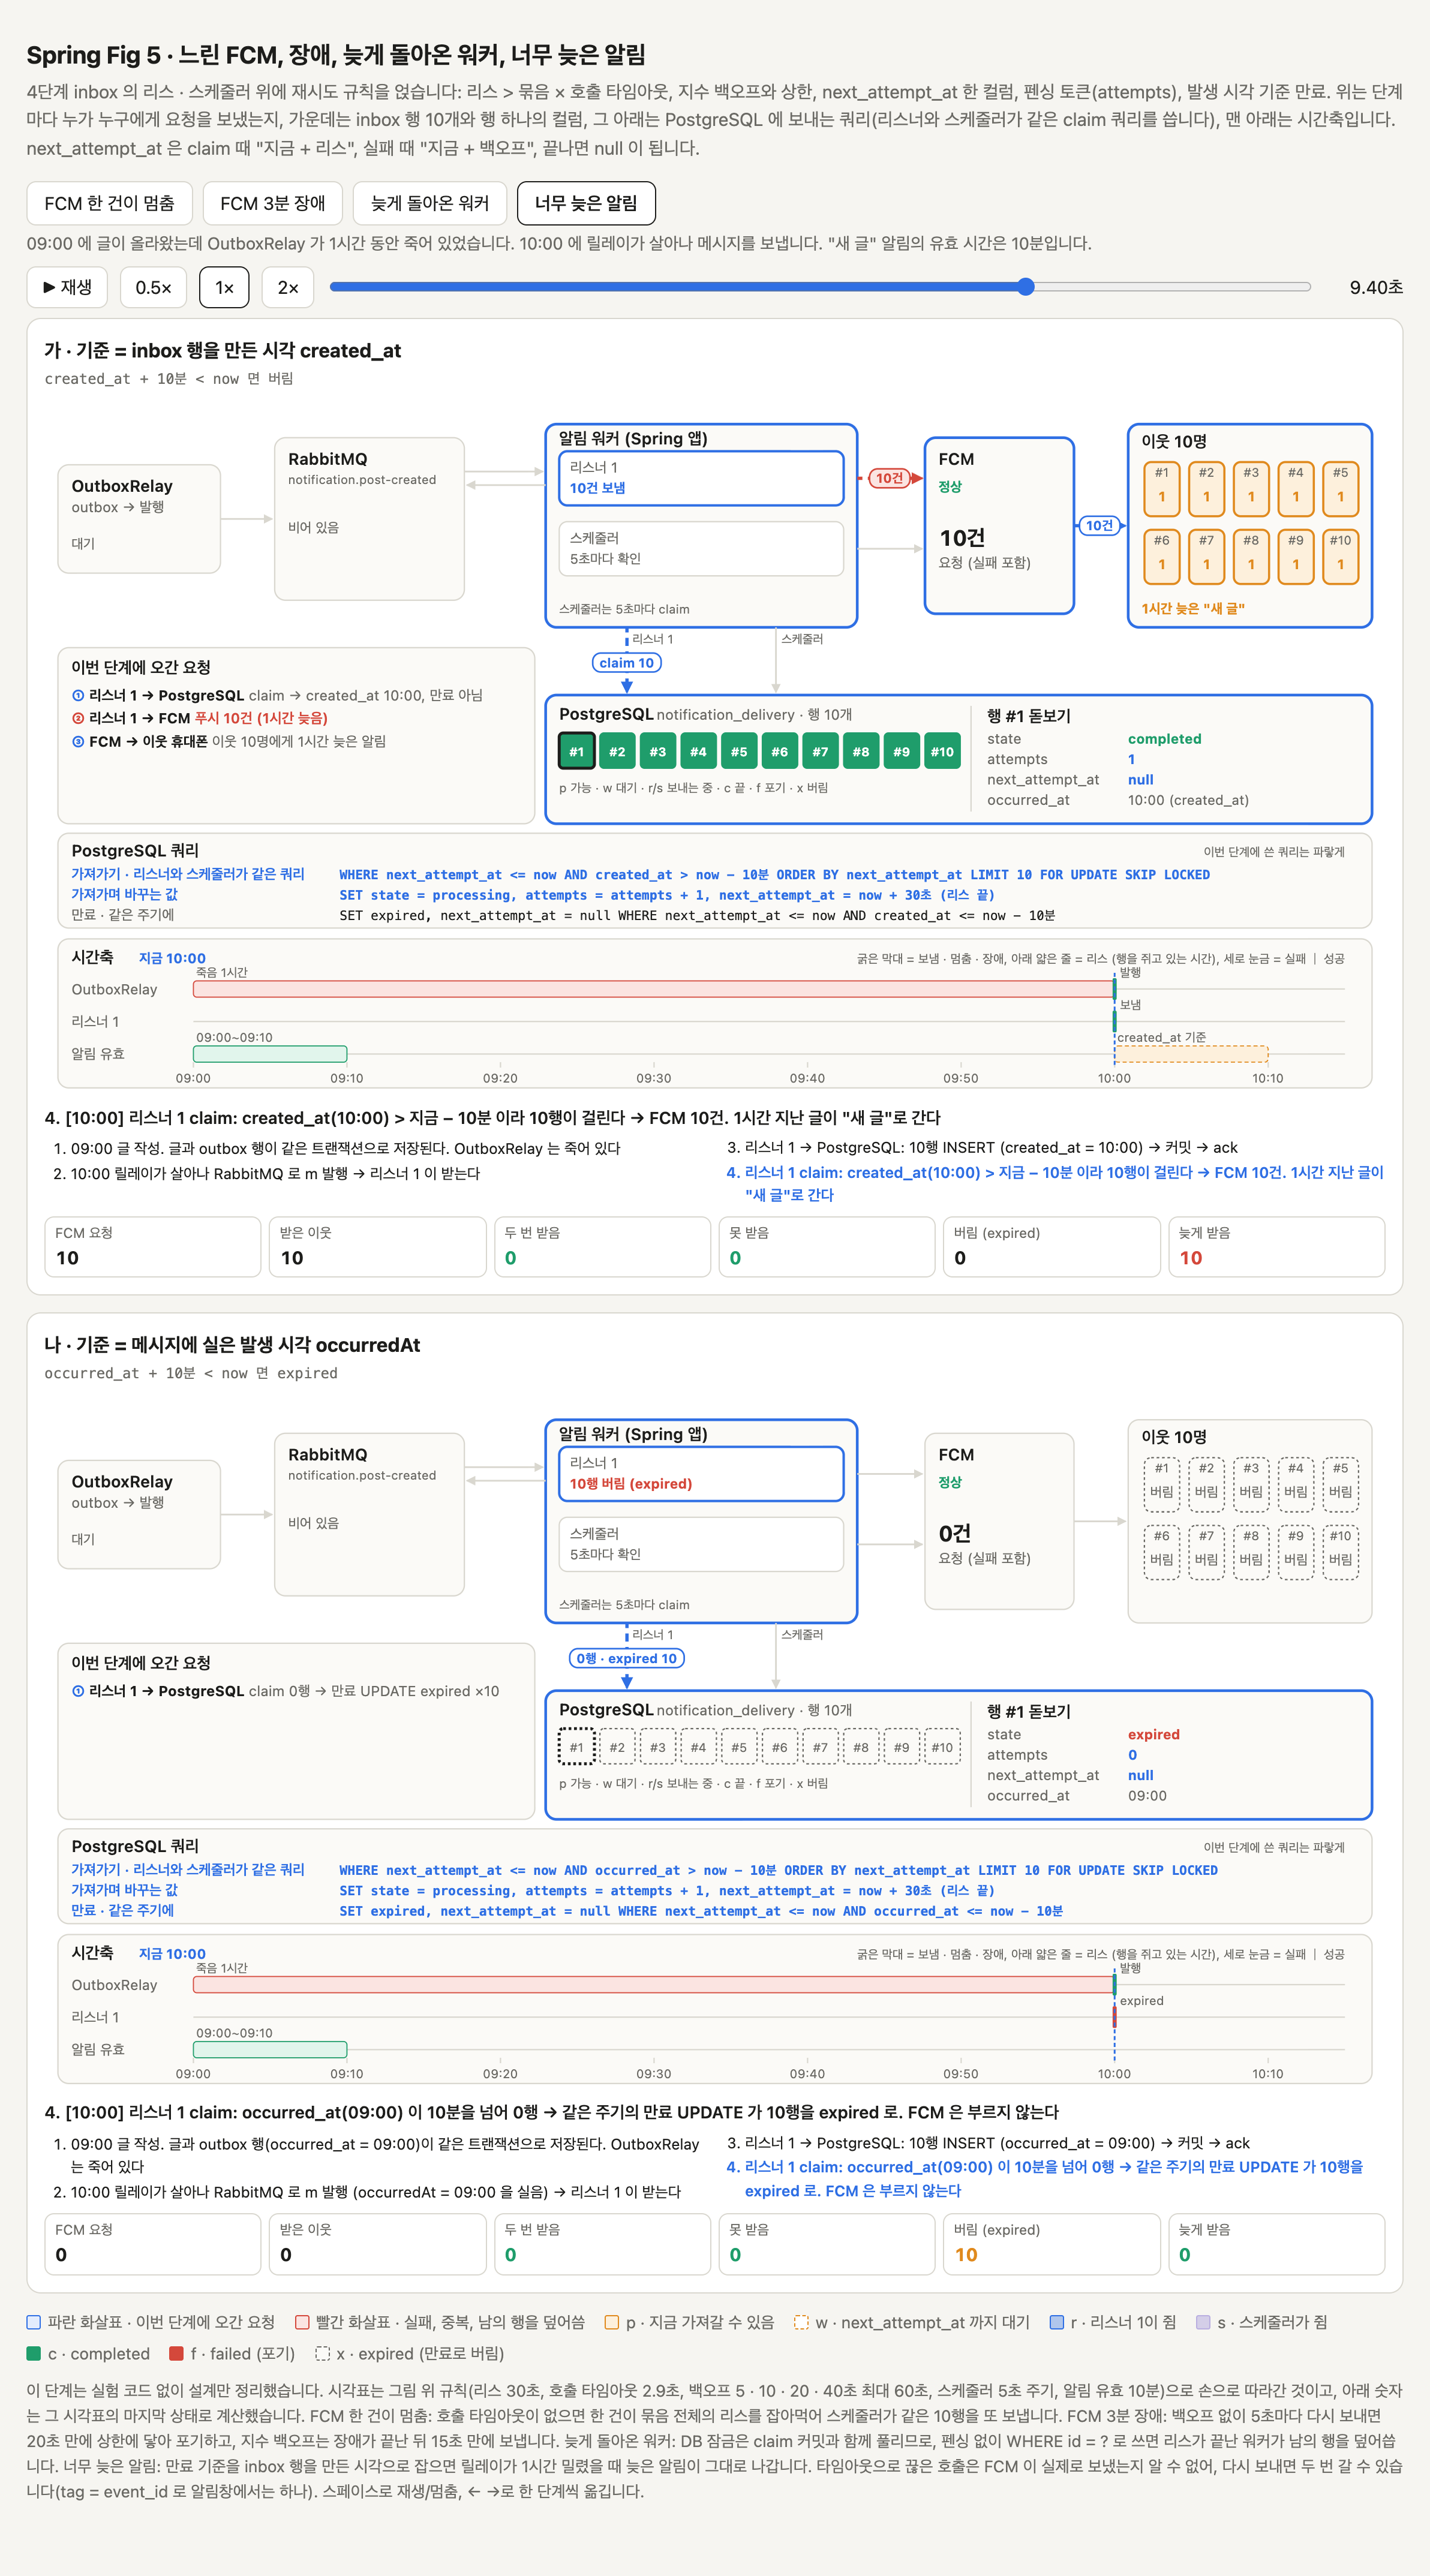 Spring Fig 5 · 느린 FCM, 장애, 늦게 돌아온 워커, 너무 늦은 알림
4단계 inbox 의 리스 · 스케줄러 위에 재시도 규칙을 얹습니다: 리스 > 묶음 × 호출 타임아웃, 지수 백오프와 상한, next_attempt_at 한 컬럼, 펜싱 토큰(attempts), 발생 시각 기준 만료. 위는 단계
마다 누가 누구에게 요청을 보냈는지, 가운데는 inbox 행 10개와 행 하나의 컬럼, 그 아래는 PostgreSQL 에 보내는 쿼리(리스너와 스케줄러가 같은 claim 쿼리를 씁니다), 맨 아래는 시간축입니다.
next_attempt_at 은 claim 때 "지금 + 리스", 실패 때 "지금 + 백오프", 끝나면 null 이 됩니다.
FCM 한 건이 멈춤
FCM 3분 장애
늦게 돌아온 워커
너무 늦은 알림
09:00 에 글이 올라왔는데 OutboxRelay 가 1시간 동안 죽어 있었습니다. 10:00 에 릴레이가 살아나 메시지를 보냅니다. "새 글" 알림의 유효 시간은 10분입니다.
▶ 재생
0.5×
1×
2×
9.40초
가 · 기준 = inbox 행을 만든 시각 created_at
created_at + 10분 < now 면 버림
OutboxRelay
outbox → 발행
대기
RabbitMQ
notification.post-created
비어 있음
알림 워커 (Spring 앱)
리스너 1
10건 보냄
스케줄러
5초마다 확인
스케줄러는 5초마다 claim
10건
FCM
정상
10건
요청 (실패 포함)
10건
이웃 10명
#1 #2 #3 #4 #5
1 1 1 1 1
#6 #7 #8 #9 #10
1 1 1 1 1
1시간 늦은 "새 글"
리스너 1
스케줄러
claim 10
이번 단계에 오간 요청
① 리스너 1 → PostgreSQL claim → created_at 10:00, 만료 아님
② 리스너 1 → FCM 푸시 10건 (1시간 늦음)
③ FCM → 이웃 휴대폰 이웃 10명에게 1시간 늦은 알림
PostgreSQL notification_delivery · 행 10개
#1 #2 #3 #4 #5 #6 #7 #8 #9 #10
p 가능 · w 대기 · r/s 보내는 중 · c 끝 · f 포기 · x 버림
행 #1 돋보기
state completed
attempts 1
next_attempt_at null
occurred_at 10:00 (created_at)
PostgreSQL 쿼리
이번 단계에 쓴 쿼리는 파랗게
가져가기 · 리스너와 스케줄러가 같은 쿼리 WHERE next_attempt_at <= now AND created_at > now − 10분 ORDER BY next_attempt_at LIMIT 10 FOR UPDATE SKIP LOCKED
가져가며 바꾸는 값 SET state = processing, attempts = attempts + 1, next_attempt_at = now + 30초 (리스 끝)
만료 · 같은 주기에 SET expired, next_attempt_at = null WHERE next_attempt_at <= now AND created_at <= now − 10분
시간축 지금 10:00
굵은 막대 = 보냄 · 멈춤 · 장애, 아래 얇은 줄 = 리스 (행을 쥐고 있는 시간), 세로 눈금 = 실패 | 성공
죽음 1시간
발행
OutboxRelay
보냄
리스너 1
09:00~09:10
created_at 기준
알림 유효
09:00 09:10 09:20 09:30 09:40 09:50 10:00 10:10
4. [10:00] 리스너 1 claim: created_at(10:00) > 지금 − 10분 이라 10행이 걸린다 → FCM 10건. 1시간 지난 글이 "새 글"로 간다
1. 09:00 글 작성. 글과 outbox 행이 같은 트랜잭션으로 저장된다. OutboxRelay 는 죽어 있다
2. 10:00 릴레이가 살아나 RabbitMQ 로 m 발행 → 리스너 1 이 받는다
3. 리스너 1 → PostgreSQL: 10행 INSERT (created_at = 10:00) → 커밋 → ack
4. 리스너 1 claim: created_at(10:00) > 지금 − 10분 이라 10행이 걸린다 → FCM 10건. 1시간 지난 글이
"새 글"로 간다
FCM 요청
10
받은 이웃
10
두 번 받음
0
못 받음
0
버림 (expired)
0
늦게 받음
10
나 · 기준 = 메시지에 실은 발생 시각 occurredAt
occurred_at + 10분 < now 면 expired
OutboxRelay
outbox → 발행
대기
RabbitMQ
notification.post-created
비어 있음
알림 워커 (Spring 앱)
리스너 1
10행 버림 (expired)
스케줄러
5초마다 확인
스케줄러는 5초마다 claim
FCM
정상
0건
요청 (실패 포함)
이웃 10명
#1 #2 #3 #4 #5
버림 버림 버림 버림 버림
#6 #7 #8 #9 #10
버림 버림 버림 버림 버림
리스너 1
스케줄러
0행 · expired 10
이번 단계에 오간 요청
① 리스너 1 → PostgreSQL claim 0행 → 만료 UPDATE expired ×10
PostgreSQL notification_delivery · 행 10개
#1 #2 #3 #4 #5 #6 #7 #8 #9 #10
p 가능 · w 대기 · r/s 보내는 중 · c 끝 · f 포기 · x 버림
행 #1 돋보기
state expired
attempts 0
next_attempt_at null
occurred_at 09:00
PostgreSQL 쿼리
이번 단계에 쓴 쿼리는 파랗게
가져가기 · 리스너와 스케줄러가 같은 쿼리 WHERE next_attempt_at <= now AND occurred_at > now − 10분 ORDER BY next_attempt_at LIMIT 10 FOR UPDATE SKIP LOCKED
가져가며 바꾸는 값 SET state = processing, attempts = attempts + 1, next_attempt_at = now + 30초 (리스 끝)
만료 · 같은 주기에 SET expired, next_attempt_at = null WHERE next_attempt_at <= now AND occurred_at <= now − 10분
시간축 지금 10:00
굵은 막대 = 보냄 · 멈춤 · 장애, 아래 얇은 줄 = 리스 (행을 쥐고 있는 시간), 세로 눈금 = 실패 | 성공
죽음 1시간
발행
OutboxRelay
expired
리스너 1
09:00~09:10
알림 유효
09:00 09:10 09:20 09:30 09:40 09:50 10:00 10:10
4. [10:00] 리스너 1 claim: occurred_at(09:00) 이 10분을 넘어 0행 → 같은 주기의 만료 UPDATE 가 10행을 expired 로. FCM 은 부르지 않는다
1. 09:00 글 작성. 글과 outbox 행(occurred_at = 09:00)이 같은 트랜잭션으로 저장된다. OutboxRelay
는 죽어 있다
2. 10:00 릴레이가 살아나 RabbitMQ 로 m 발행 (occurredAt = 09:00 을 실음) → 리스너 1 이 받는다
3. 리스너 1 → PostgreSQL: 10행 INSERT (occurred_at = 09:00) → 커밋 → ack
4. 리스너 1 claim: occurred_at(09:00) 이 10분을 넘어 0행 → 같은 주기의 만료 UPDATE 가 10행을
expired 로. FCM 은 부르지 않는다
FCM 요청
0
받은 이웃
0
두 번 받음
0
못 받음
0
버림 (expired)
10
늦게 받음
0
파란 화살표 · 이번 단계에 오간 요청
빨간 화살표 · 실패, 중복, 남의 행을 덮어씀
p · 지금 가져갈 수 있음
w · next_attempt_at 까지 대기
r · 리스너 1이 쥠
s · 스케줄러가 쥠
c · completed
f · failed (포기)
x · expired (만료로 버림)
이 단계는 실험 코드 없이 설계만 정리했습니다. 시각표는 그림 위 규칙(리스 30초, 호출 타임아웃 2.9초, 백오프 5 · 10 · 20 · 40초 최대 60초, 스케줄러 5초 주기, 알림 유효 10분)으로 손으로 따라간 것이고, 아래 숫자
는 그 시각표의 마지막 상태로 계산했습니다. FCM 한 건이 멈춤: 호출 타임아웃이 없으면 한 건이 묶음 전체의 리스를 잡아먹어 스케줄러가 같은 10행을 또 보냅니다. FCM 3분 장애: 백오프 없이 5초마다 다시 보내면
20초 만에 상한에 닿아 포기하고, 지수 백오프는 장애가 끝난 뒤 15초 만에 보냅니다. 늦게 돌아온 워커: DB 잠금은 claim 커밋과 함께 풀리므로, 펜싱 없이 WHERE id = ? 로 쓰면 리스가 끝난 워커가 남의 행을 덮어씁
니다. 너무 늦은 알림: 만료 기준을 inbox 행을 만든 시각으로 잡으면 릴레이가 1시간 밀렸을 때 늦은 알림이 그대로 나갑니다. 타임아웃으로 끊은 호출은 FCM 이 실제로 보냈는지 알 수 없어, 다시 보내면 두 번 갈 수 있습
니다(tag = event_id 로 알림창에서는 하나). 스페이스로 재생/멈춤, ← →로 한 단계씩 옮깁니다.